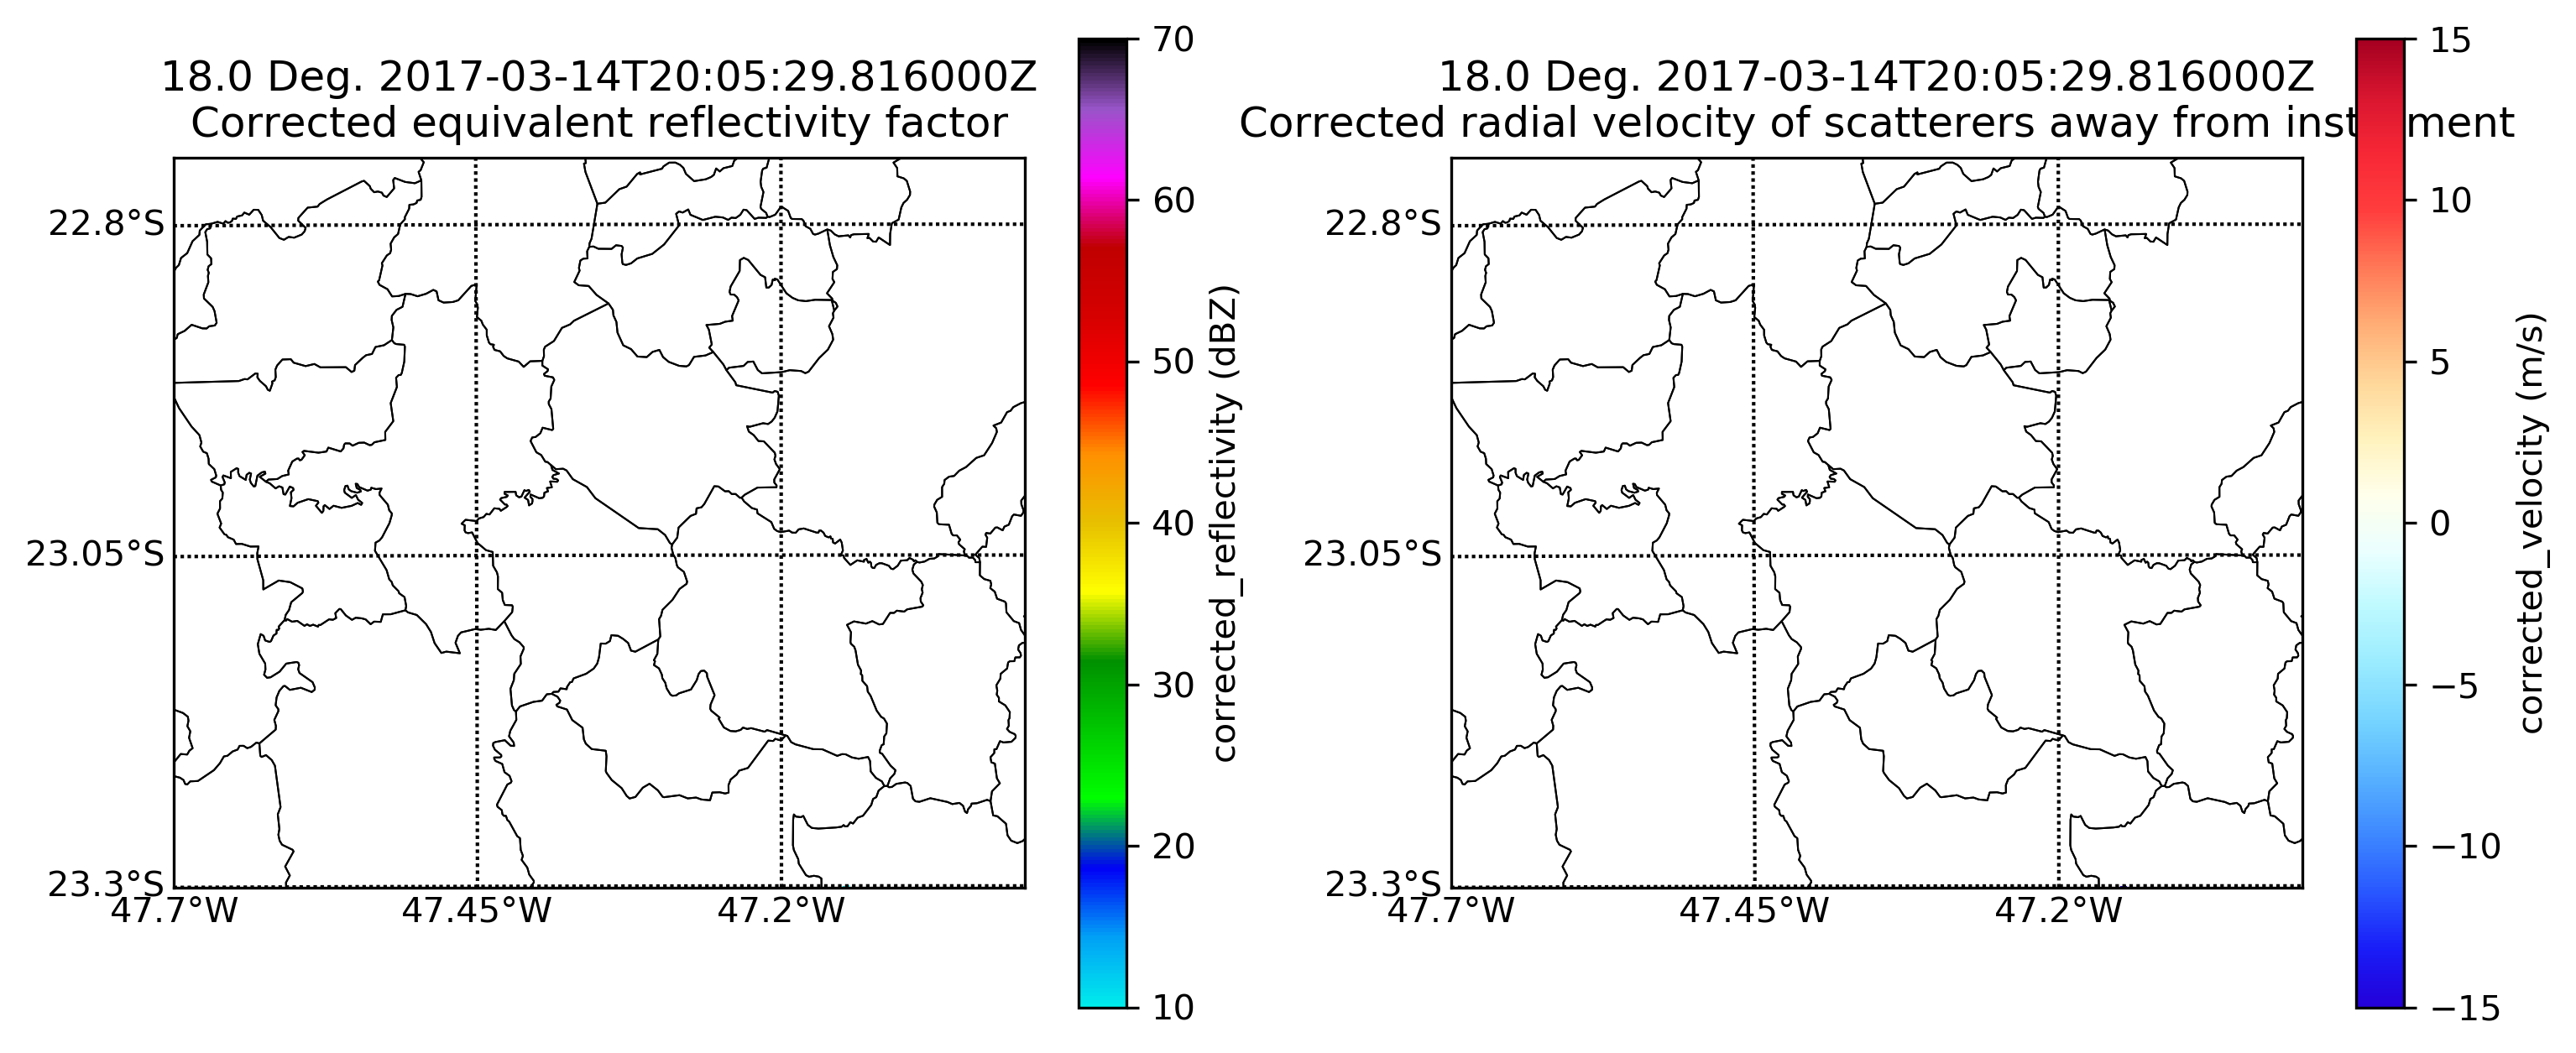 18.0 Deg. 2017-03-14T20:05:29.816000Z
Corrected equivalent reflectivity factor
22.8°S
23.05°S
23.3°S
47.7°W
47.45°W
47.2°W
70
60
50
40
30
20
10
corrected_reflectivity (dBZ)
18.0 Deg. 2017-03-14T20:05:29.816000Z
Corrected radial velocity of scatterers away from inst ment
22.8°S
23.05°S
23.3°S
47.7°W
47.45°W
47.2°W
15
10
5
0
−5
−10
−15
corrected_velocity (m/s)